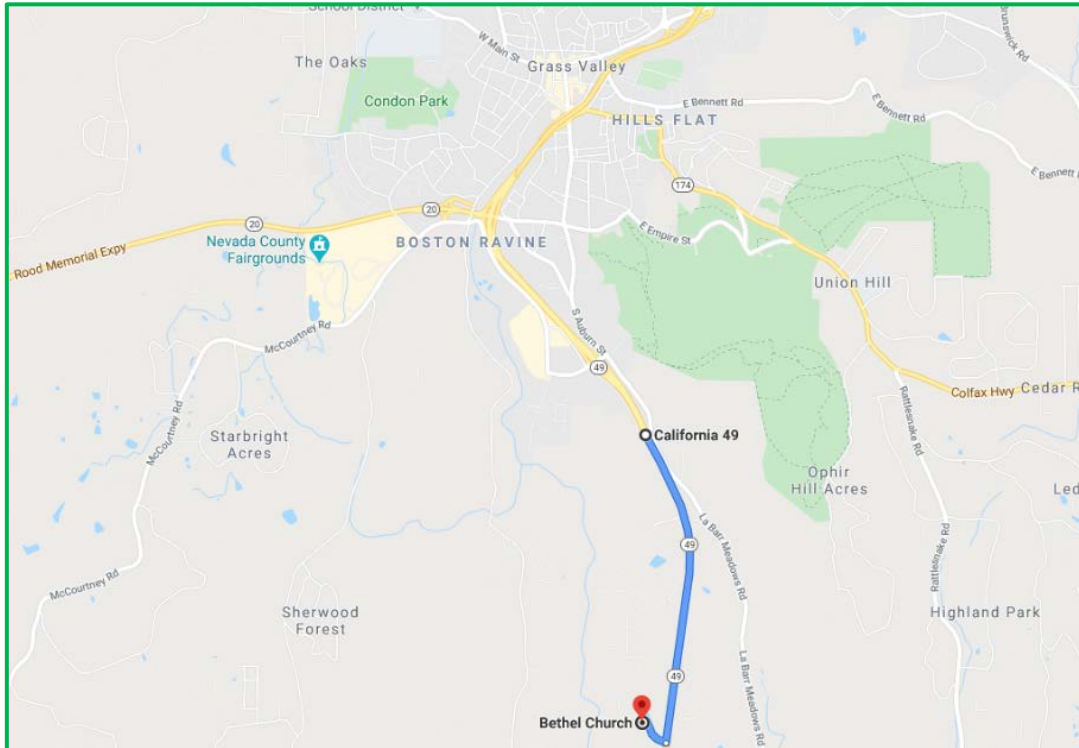 School District
The Oaks
W Main St
Grass Valley
Brunswick Rd
Condon Park
E Bennett Rd
HILLS FLAT
E Bennett R
174
20
20
Rood Memorial Expy
Nevada County
Fairgrounds
BOSTON RAVINE
E Empire St
Union Hill
McCourtney Rd
S Auburn St
49
Colfax Hwy
Cedar R
McCourtney Rd
Starbright
Acres
California 49
Rattlesnake Rd
Ophir
Hill Acres
Led
La Barr Meadows Rd
49
McCourtney Rd
Rattlesnake Rd
Sherwood
Forest
Highland Park
49
La Barr Meadows Rd
Bethel Church